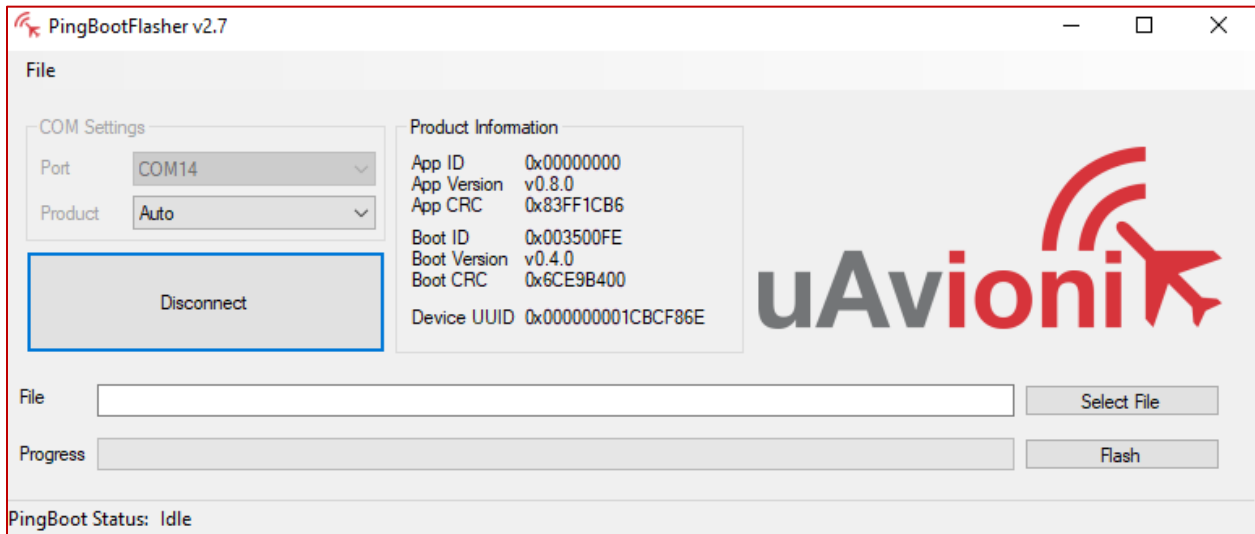 PingBootFlasher v2.7
File
COM Settings
Port COM14
Product Auto
Disconnect
Product Information
App ID 0x00000000
App Version v0.8.0
App CRC 0x83FF1CB6
Boot ID 0x003500FE
Boot Version v0.4.0
Boot CRC 0x6CE9B400
Device UUID 0x000000001CBCF86E
uAvioni
File Select File
Progress Flash
PingBoot Status: Idle